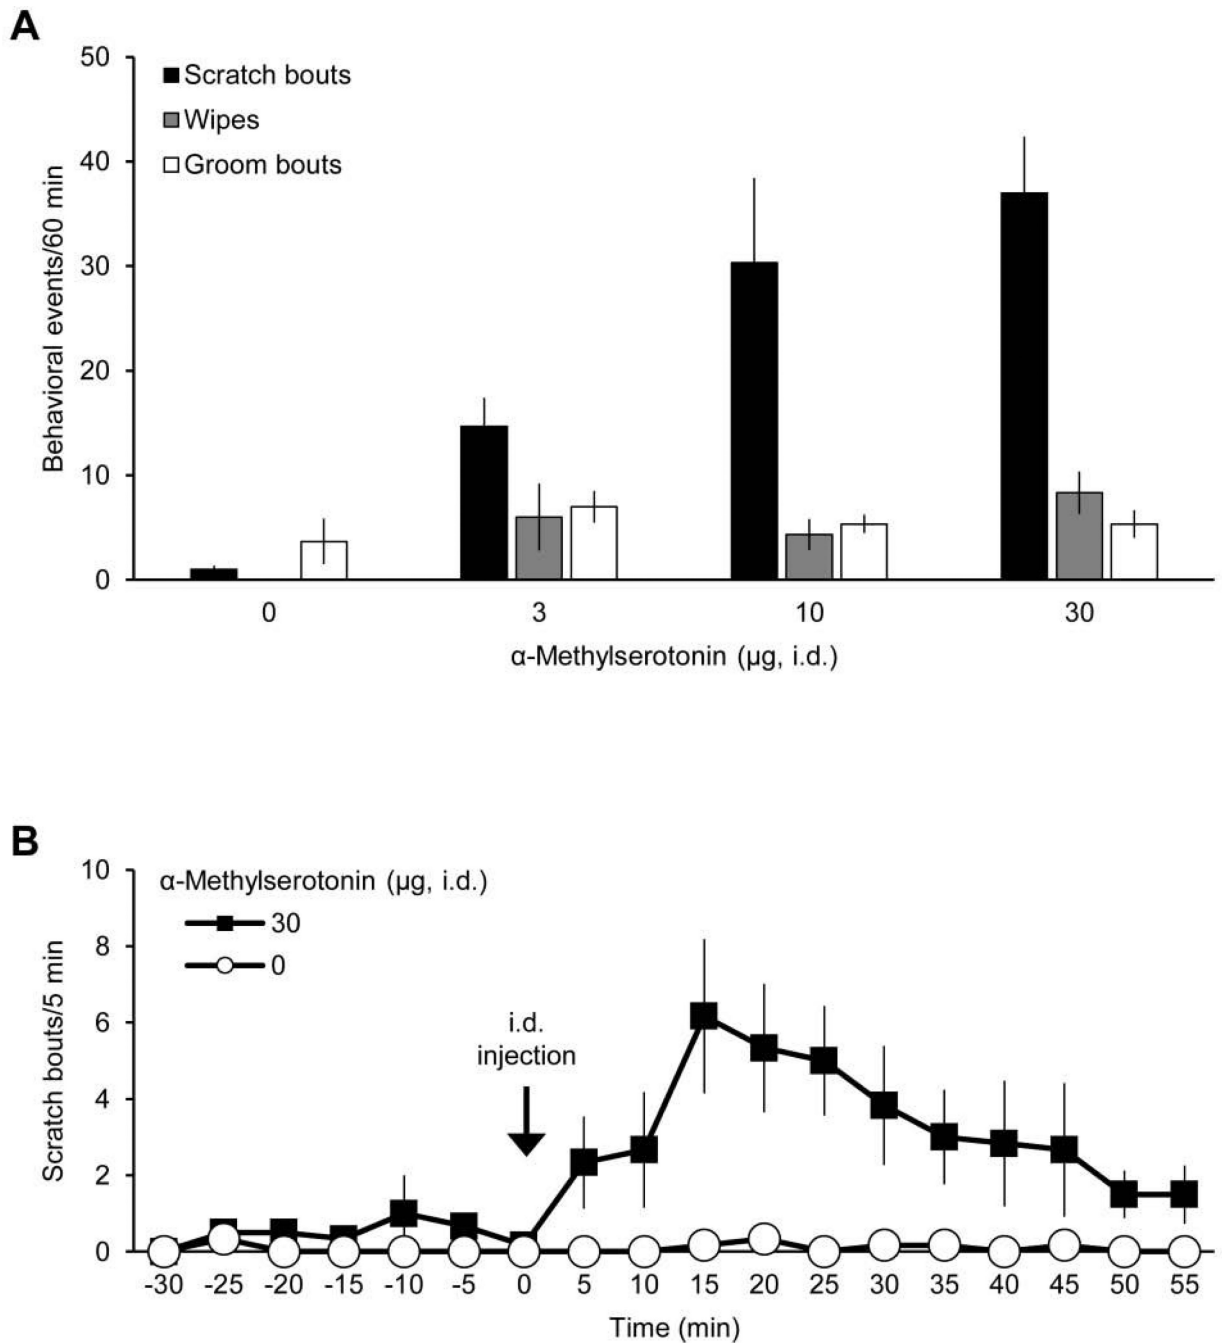 A
50
Scratch bouts
Wipes
40
Groom bouts
30
20
10
0
Behavioral events/60 min
0 3 10 30
α-Methylserotonin (µg, i.d.)
B
10
α-Methylserotonin (µg, i.d.)
30
8
0
6
i.d.
injection
4
2
0
Scratch bouts/5 min
-30 -25 -20 -15 -10 -5 0 5 10 15 20 25 30 35 40 45 50 55
Time (min)